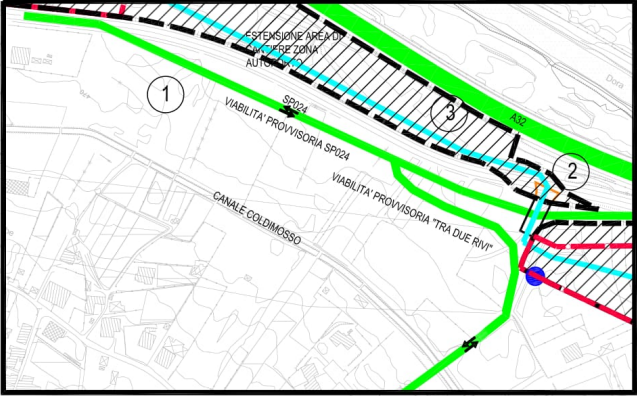 ESTENSIONE AREA DI
CANTIERE ZONA
AUTOPORTO
Dora
1
SP024
3
A32
VIABILITA' PROVVISORIA SP024
2
VIABILITA' PROVVISORIA "TRA DUE RIVI"
CANALE COLDIMOSSO